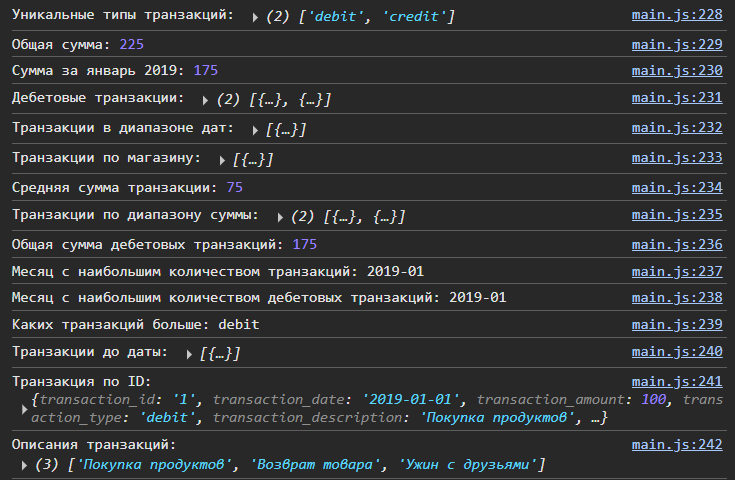 Уникальные типы транзакций: ▶ (2) ['debit', 'credit'] main.js:228
Общая сумма: 225 main.js:229
Сумма за январь 2019: 175 main.js:230
Дебетовые транзакции: ▶ (2) [{…}, {…}] main.js:231
Транзакции в диапазоне дат: ▶ [{…}] main.js:232
Транзакции по магазину: ▶ [{…}] main.js:233
Средняя сумма транзакции: 75 main.js:234
Транзакции по диапазону суммы: ▶ (2) [{…}, {…}] main.js:235
Общая сумма дебетовых транзакций: 175 main.js:236
Месяц с наибольшим количеством транзакций: 2019-01 main.js:237
Месяц с наибольшим количеством дебетовых транзакций: 2019-01 main.js:238
Каких транзакций больше: debit main.js:239
Транзакции до даты: ▶ [{…}] main.js:240
Транзакция по ID: main.js:241
{transaction_id: '1', transaction_date: '2019-01-01', transaction_amount: 100, trans
▶ action_type: 'debit', transaction_description: 'Покупка продуктов', …}
Описания транзакций: main.js:242
▶ (3) ['Покупка продуктов', 'Возврат товара', 'Ужин с друзьями']